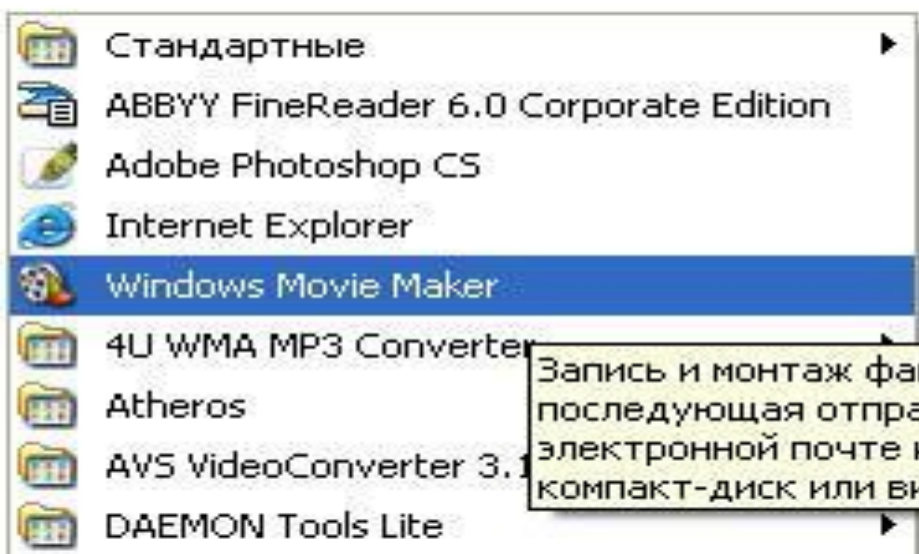 Стандартные
ABBYY FineReader 6.0 Corporate Edition
Adobe Photoshop CS
Internet Explorer
Windows Movie Maker
4U WMA MP3 Converter
Atheros
AVS VideoConverter 3.1
DAEMON Tools Lite
Запись и монтаж
последующая
электронной почте
компакт-диск или